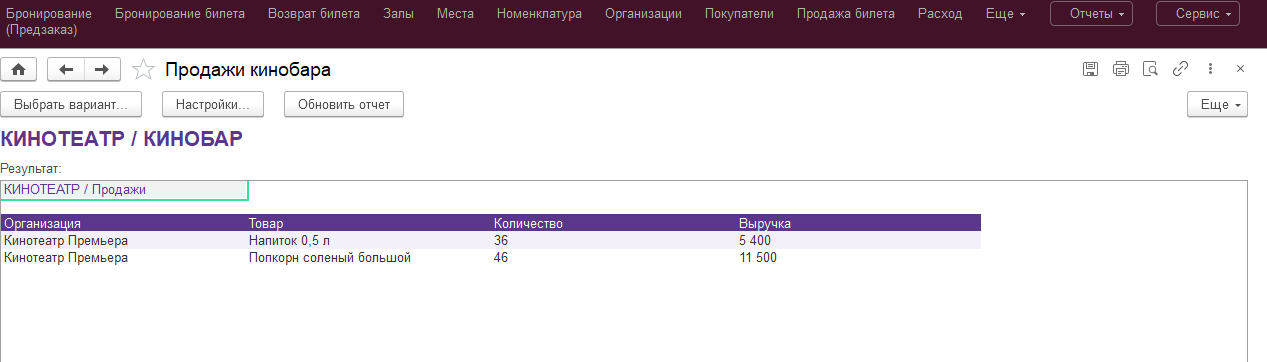 Бронирование (Предзаказ) Бронирование билета Возврат билета Залы Места Номенклатура Организации Покупатели Продажа билета Расход Еще Отчеты Сервис
Продажи кинобара
Выбрать вариант... Настройки... Обновить отчет Еще
КИНОТЕАТР / КИНОБАР
Результат:
КИНОТЕАТР / Продажи
Организация Товар Количество Выручка
Кинотеатр Премьера Напиток 0,5 л 36 5 400
Кинотеатр Премьера Попкорн соленый большой 46 11 500